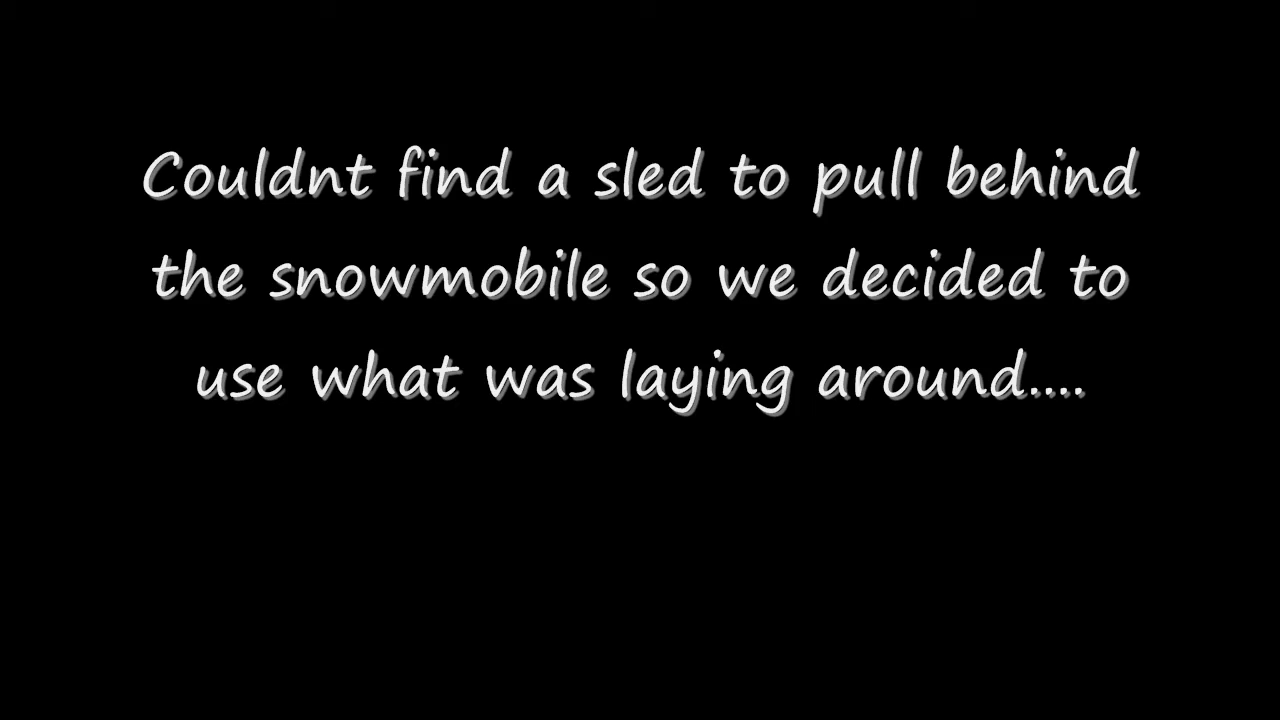 Couldnt find a sled to pull behind
the snowmobile so we decided to
use what was laying around....